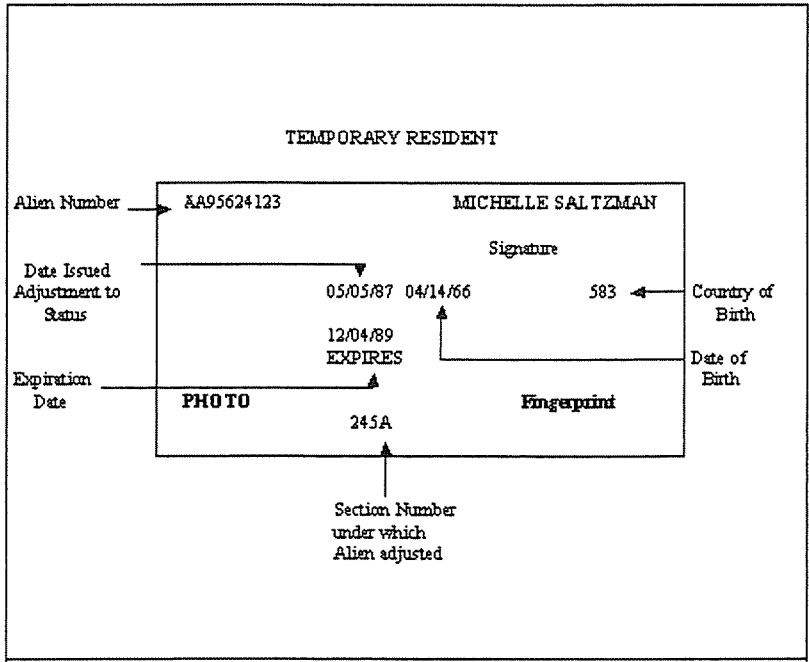 TEMPORARY RESIDENT
Alien Number
AA95624123
MICHELLE SALTZMAN
Signature
Date Issued
Adjustment to
Status
05/05/87 04/14/66
583
Country of
Birth
12/04/89
EXPIRES
Date of
Birth
Expiration
Date
PHOTO
Fingerprint
245A
Section Number
under which
Alien adjusted